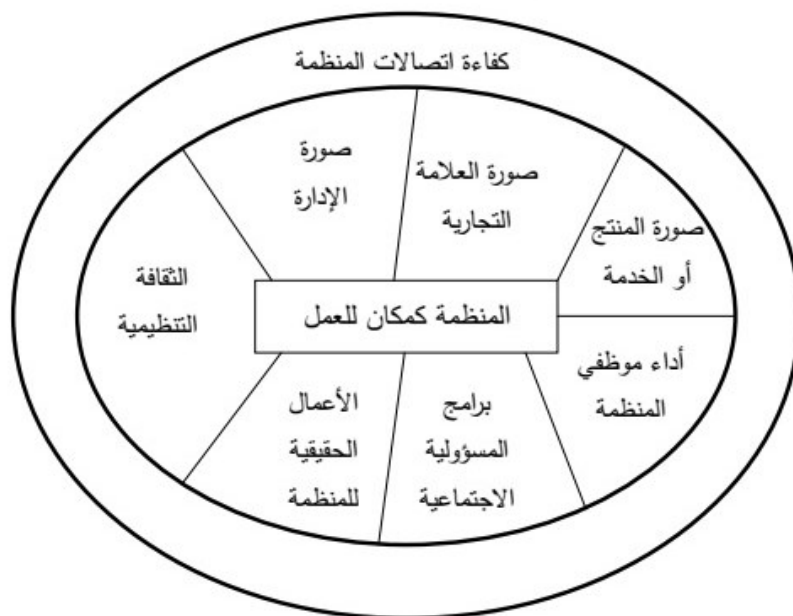 كفاءة اتصالات المنظمة
صورة العلامة
التجارية
صورة
الإدارة
صورة المنتج
أو الخدمة
الثقافة
التنظيمية
المنظمة كمكان للعمل
أداء موظفي
المنظمة
برامج
المسؤولية
الاجتماعية
الأعمال
الحقيقية
للمنظمة